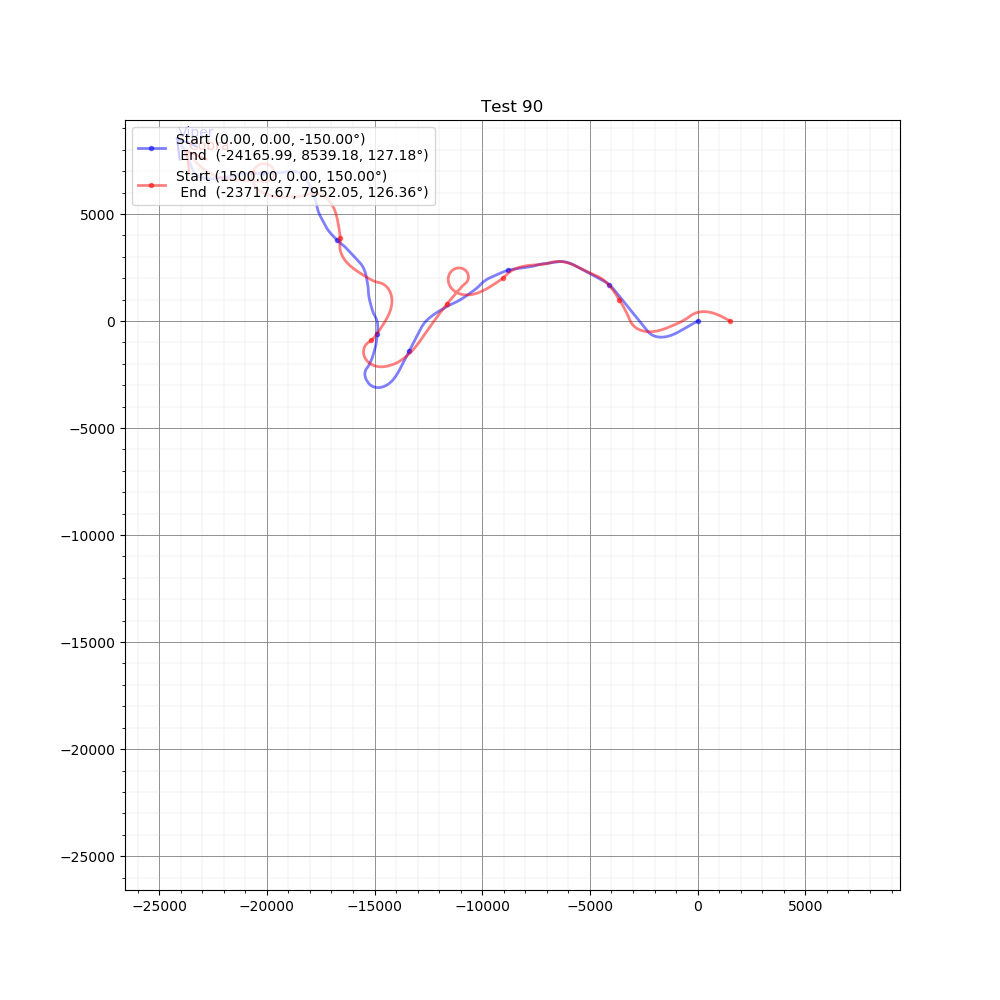 Test 90
Viper
Start (0.00, 0.00, -150.00°)
End (-24165.99, 8539.18, 127.18°)
Start (1500.00, 0.00, 150.00°)
End (-23717.67, 7952.05, 126.36°)
5000
0
−5000
−10000
−15000
−20000
−25000
−25000 −20000 −15000 −10000 −5000 0 5000